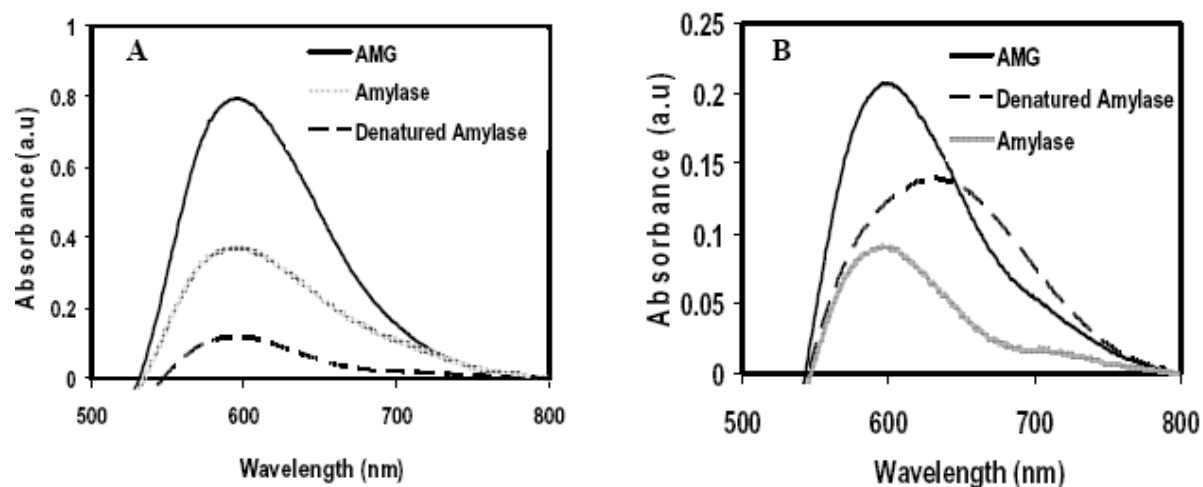 A
AMG
Amylase
Denatured Amylase
Absorbance (a.u)
1
0.8
0.6
0.4
0.2
0
500
600
700
800
Wavelength (nm)
B
AMG
Denatured Amylase
Amylase
Absorbance (a.u)
0.25
0.2
0.15
0.1
0.05
0
500
600
700
800
Wavelength (nm)